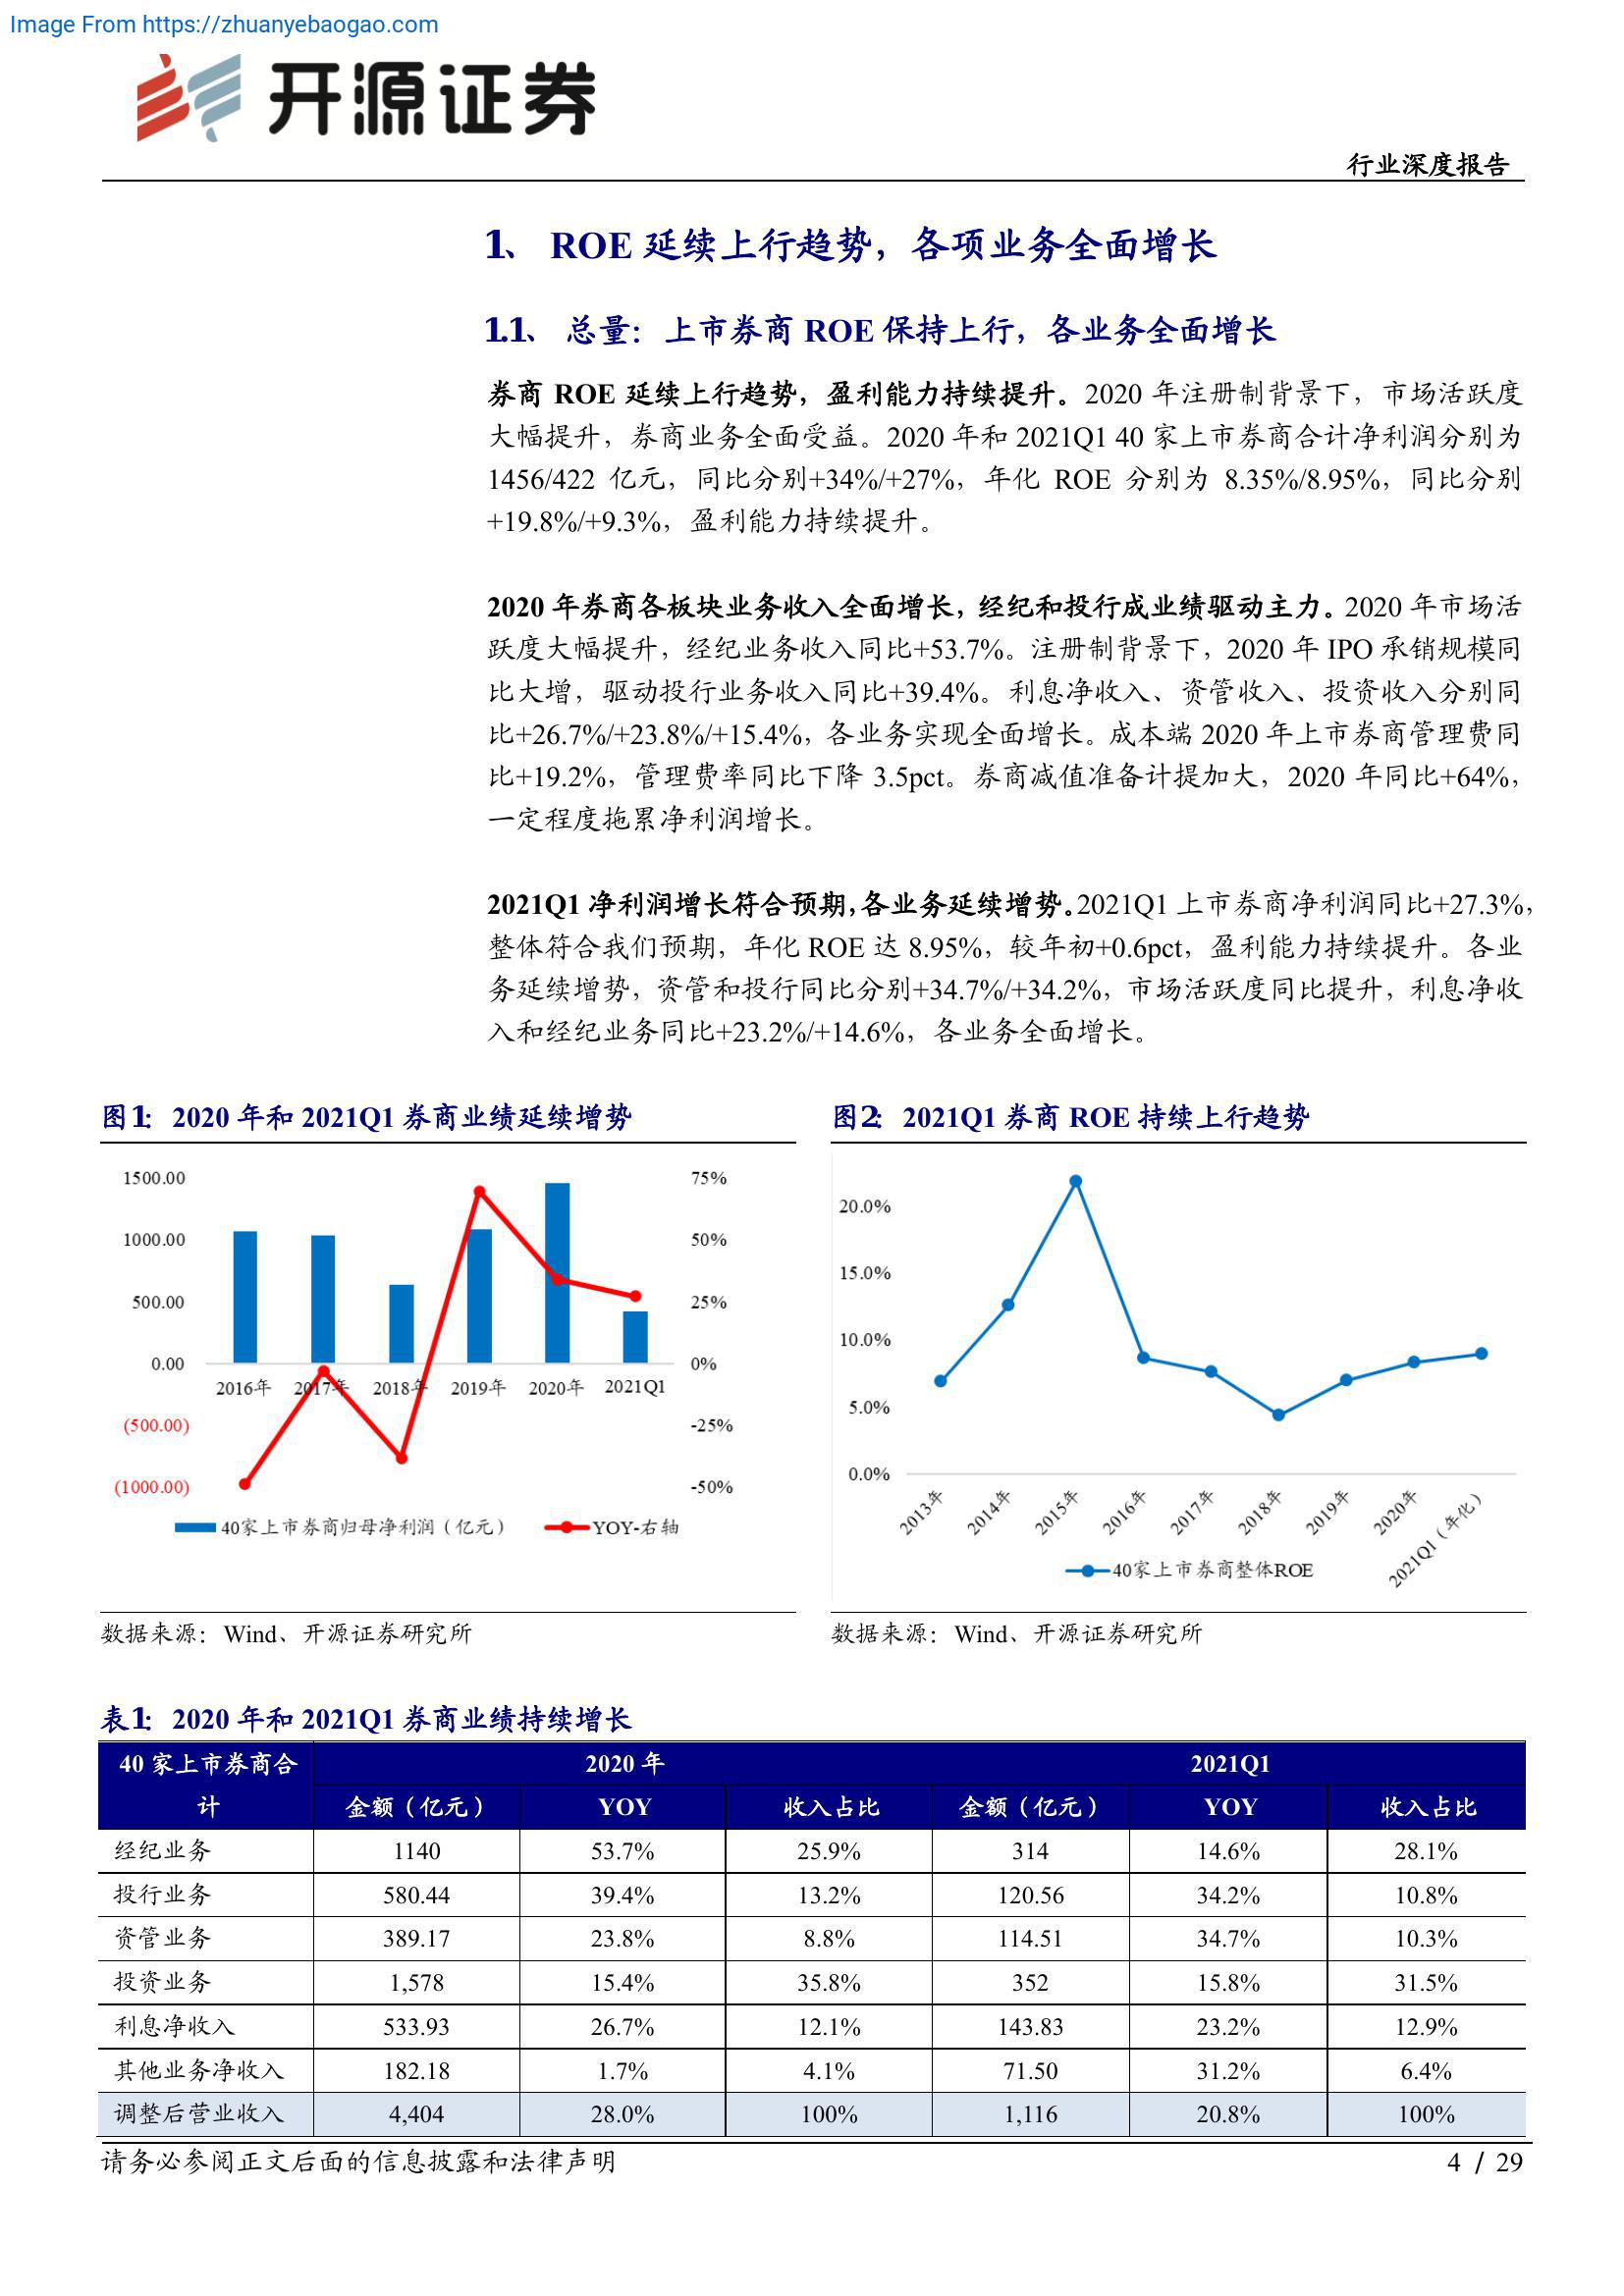 Image From https://zhuanyebaogao.com
开源证券
行业深度报告
1、 ROE 延续上行趋势，各项业务全面增长
1.1、 总量：上市券商 ROE 保持上行，各业务全面增长
券商 ROE 延续上行趋势，盈利能力持续提升。2020 年注册制背景下，市场活跃度
大幅提升，券商业务全面受益。2020 年和 2021Q1 40 家上市券商合计净利润分别为
1456/422 亿元，同比分别+34%/+27%，年化 ROE 分别为 8.35%/8.95%，同比分别
+19.8%/+9.3%，盈利能力持续提升。
2020 年券商各板块业务收入全面增长，经纪和投行成业绩驱动主力。2020 年市场活
跃度大幅提升，经纪业务收入同比+53.7%。注册制背景下，2020 年 IPO 承销规模同
比大增，驱动投行业务收入同比+39.4%。利息净收入、资管收入、投资收入分别同
比+26.7%/+23.8%/+15.4%，各业务实现全面增长。成本端 2020 年上市券商管理费同
比+19.2%，管理费率同比下降 3.5pct。券商减值准备计提加大，2020 年同比+64%，
一定程度拖累净利润增长。
2021Q1 净利润增长符合预期，各业务延续增势。2021Q1 上市券商净利润同比+27.3%，
整体符合我们预期，年化 ROE 达 8.95%，较年初+0.6pct，盈利能力持续提升。各业
务延续增势，资管和投行同比分别+34.7%/+34.2%，市场活跃度同比提升，利息净收
入和经纪业务同比+23.2%/+14.6%，各业务全面增长。
图1： 2020 年和 2021Q1 券商业绩延续增势
1500.00 75%
1000.00 50%
500.00 25%
0.00 0%
2016年 2017年 2018年 2019年 2020年 2021Q1
(500.00) -25%
(1000.00) -50%
40家上市券商归母净利润（亿元） YOY-右轴
数据来源：Wind、开源证券研究所
图2： 2021Q1 券商 ROE 持续上行趋势
20.0%
15.0%
10.0%
5.0%
0.0%
2013年 2014年 2015年 2016年 2017年 2018年 2019年 2020年 2021Q1（年化）
40家上市券商整体ROE
数据来源：Wind、开源证券研究所
表1： 2020 年和 2021Q1 券商业绩持续增长
40 家上市券商合计 2020 年 2021Q1
金额（亿元） YOY 收入占比 金额（亿元） YOY 收入占比
经纪业务 1140 53.7% 25.9% 314 14.6% 28.1%
投行业务 580.44 39.4% 13.2% 120.56 34.2% 10.8%
资管业务 389.17 23.8% 8.8% 114.51 34.7% 10.3%
投资业务 1,578 15.4% 35.8% 352 15.8% 31.5%
利息净收入 533.93 26.7% 12.1% 143.83 23.2% 12.9%
其他业务净收入 182.18 1.7% 4.1% 71.50 31.2% 6.4%
调整后营业收入 4,404 28.0% 100% 1,116 20.8% 100%
请务必参阅正文后面的信息披露和法律声明 4 / 29